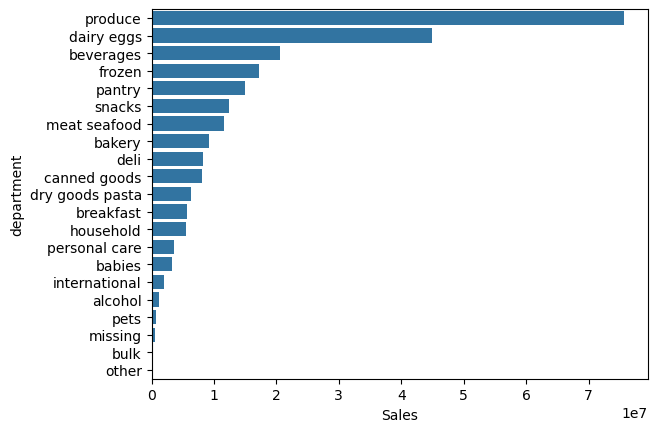 produce
dairy eggs
beverages
frozen
pantry
snacks
meat seafood
bakery
deli
canned goods
dry goods pasta
breakfast
household
personal care
babies
international
alcohol
pets
missing
bulk
other
department
0 1 2 3 4 5 6 7
1e7
Sales